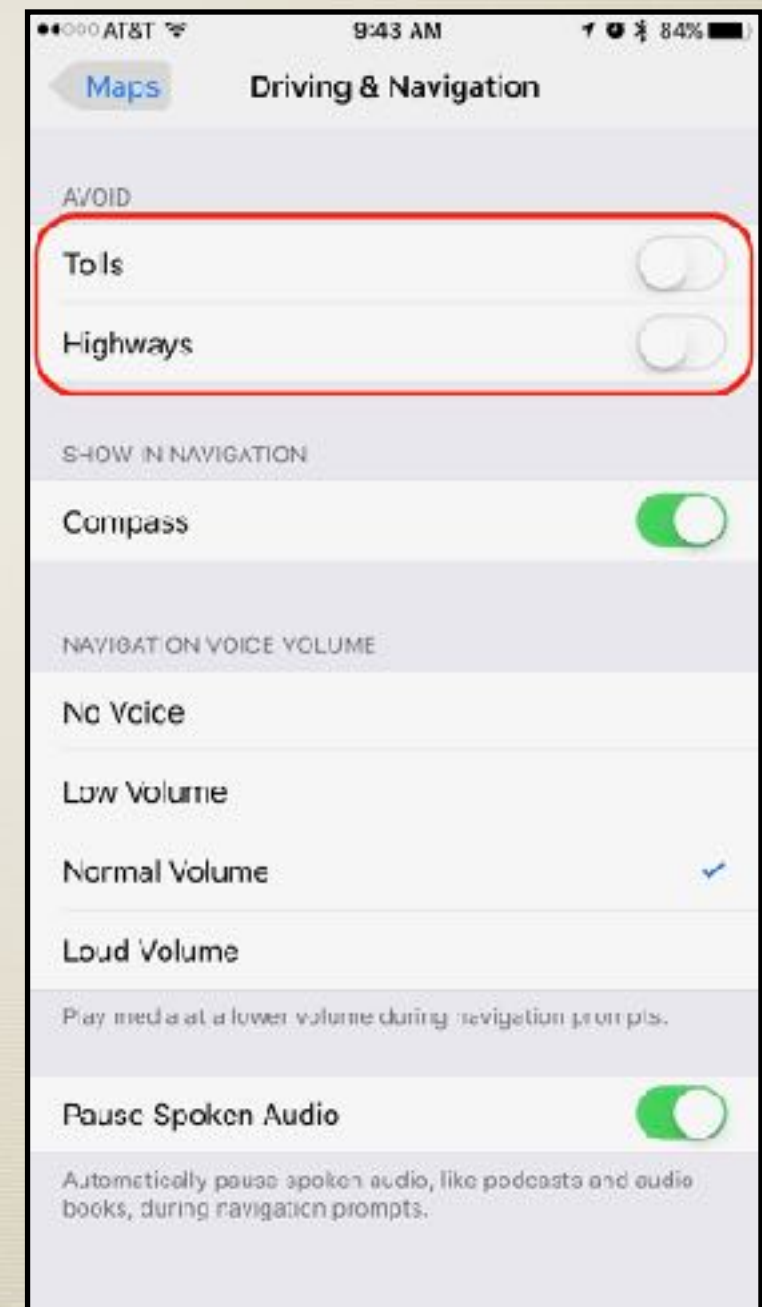 AT&T 9:43 AM 84%
Maps Driving & Navigation
AVOID
Tolls
Highways
SHOW IN NAVIGATION
Compass
NAVIGATION VOICE VOLUME
No Voice
Low Volume
Normal Volume
Loud Volume
Play media at a lower volume during navigation prompts.
Pause Spoken Audio
Automatically pause spoken audio, like podcasts and audio
books, during navigation prompts.